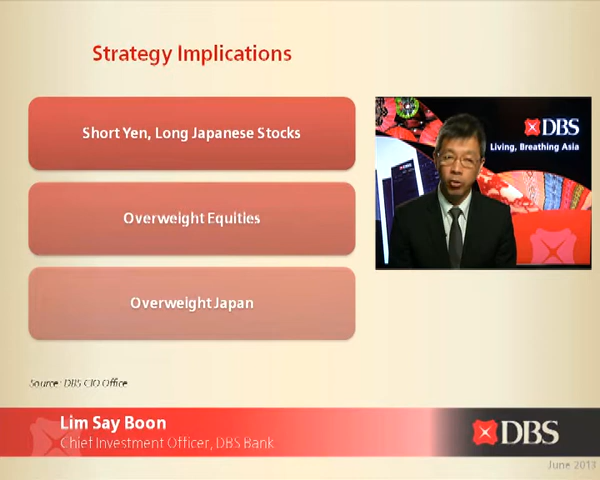 Strategy Implications
Short Yen, Long Japanese Stocks
Overweight Equities
Overweight Japan
DBS
Living, Breathing Asia
Source: DBS CIO Office
Lim Say Boon
Chief Investment Officer, DBS Bank
DBS
June 2013